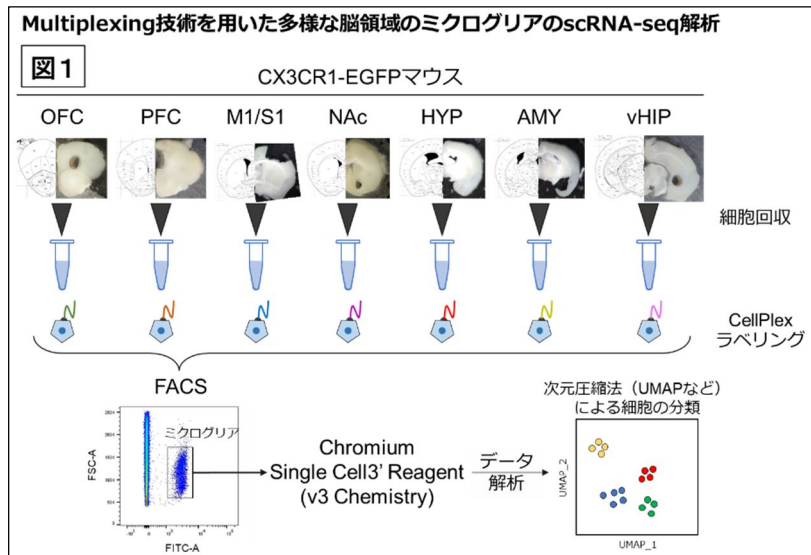 Multiplexing技術を用いた多様な脳領域のミクログリアのscRNA-seq解析
図1
CX3CR1-EGFPマウス
OFC PFC M1/S1 NAc HYP AMY vHIP
細胞回収
CellPlex
ラベリング
FACS
ミクログリア
FSC-A
FITC-A
Chromium
Single Cell3' Reagent
(v3 Chemistry)
データ
解析
次元圧縮法（UMAPなど）
による細胞の分類
UMAP_2
UMAP_1